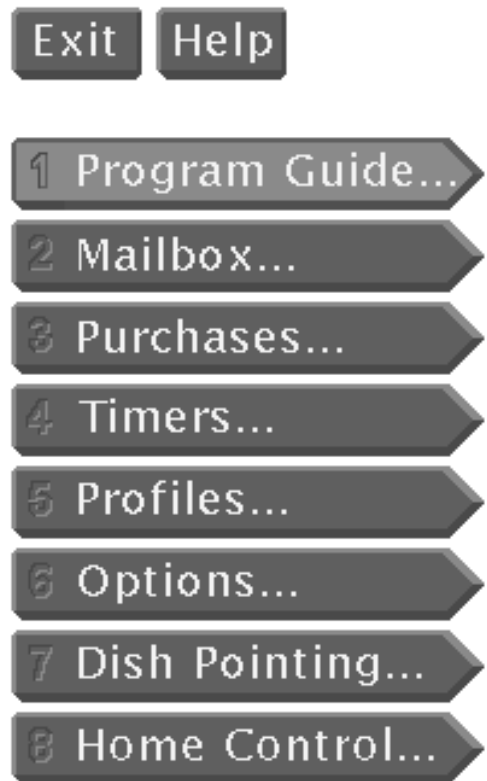 Exit Help
1 Program Guide...
2 Mailbox...
3 Purchases...
4 Timers...
5 Profiles...
6 Options...
7 Dish Pointing...
8 Home Control...